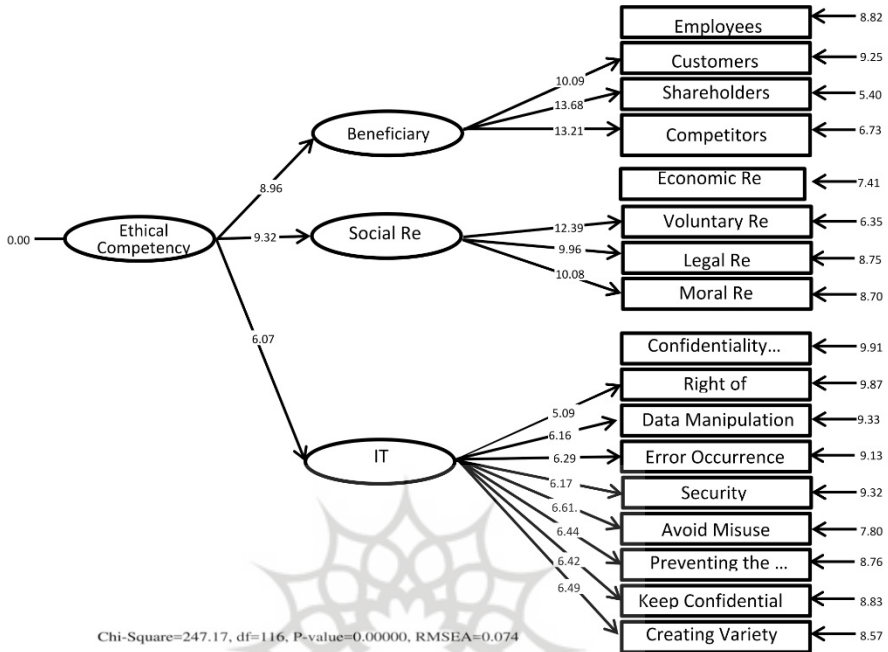 Employees
8.82
Customers
9.25
10.09
Shareholders
5.40
13.68
Beneficiary
13.21
Competitors
6.73
Economic Re
7.41
8.96
0.00
Ethical
Competency
9.32
Social Re
12.39
Voluntary Re
6.35
9.96
Legal Re
8.75
10.08
Moral Re
8.70
6.07
Confidentiality...
9.91
Right of
9.87
5.09
Data Manipulation
9.33
6.16
IT
6.29
Error Occurrence
9.13
6.17
Security
9.32
6.61.
Avoid Misuse
7.80
6.44
Preventing the ...
8.76
6.42
Keep Confidential
8.83
6.49
Creating Variety
8.57
Chi-Square=247.17, df=116, P-value=0.00000, RMSEA=0.074